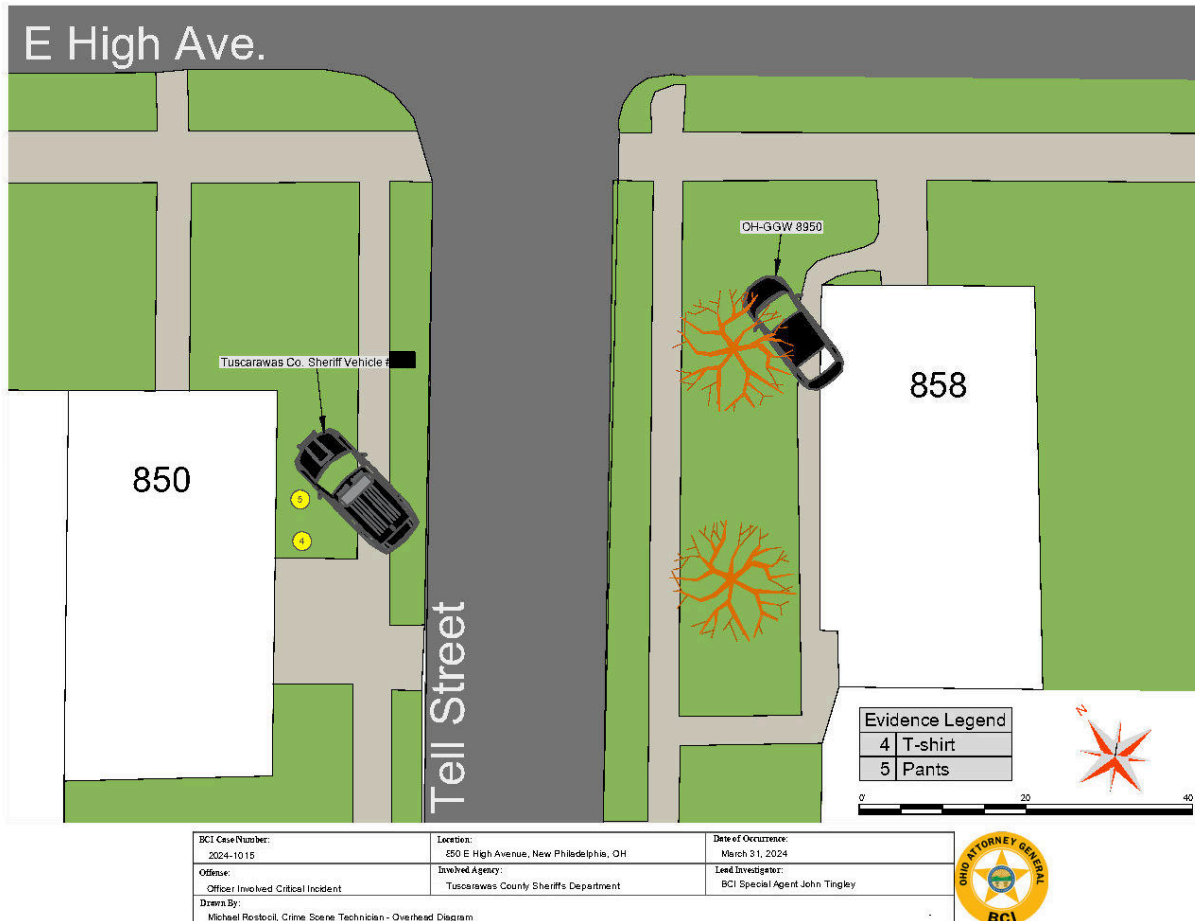 E High Ave.
OH-GGW 8950
Tuscarawas Co. Sheriff Vehicle #
858
850
5
4
Tell Street
Evidence Legend
4 T-shirt
5 Pants
N
0' 20 40
BCI Case Number: Location: Date of Occurrence:
2024-1015 850 E High Avenue, New Philadelphia, OH March 31, 2024
Offense: Involved Agency: Lead Investigator:
Officer Involved Critical Incident Tuscarawas County Sheriffs Department BCI Special Agent John Tingley
Drawn By:
Michael Rostocil, Crime Scene Technician - Overhead Diagram
OHIO ATTORNEY GENERAL
BCI